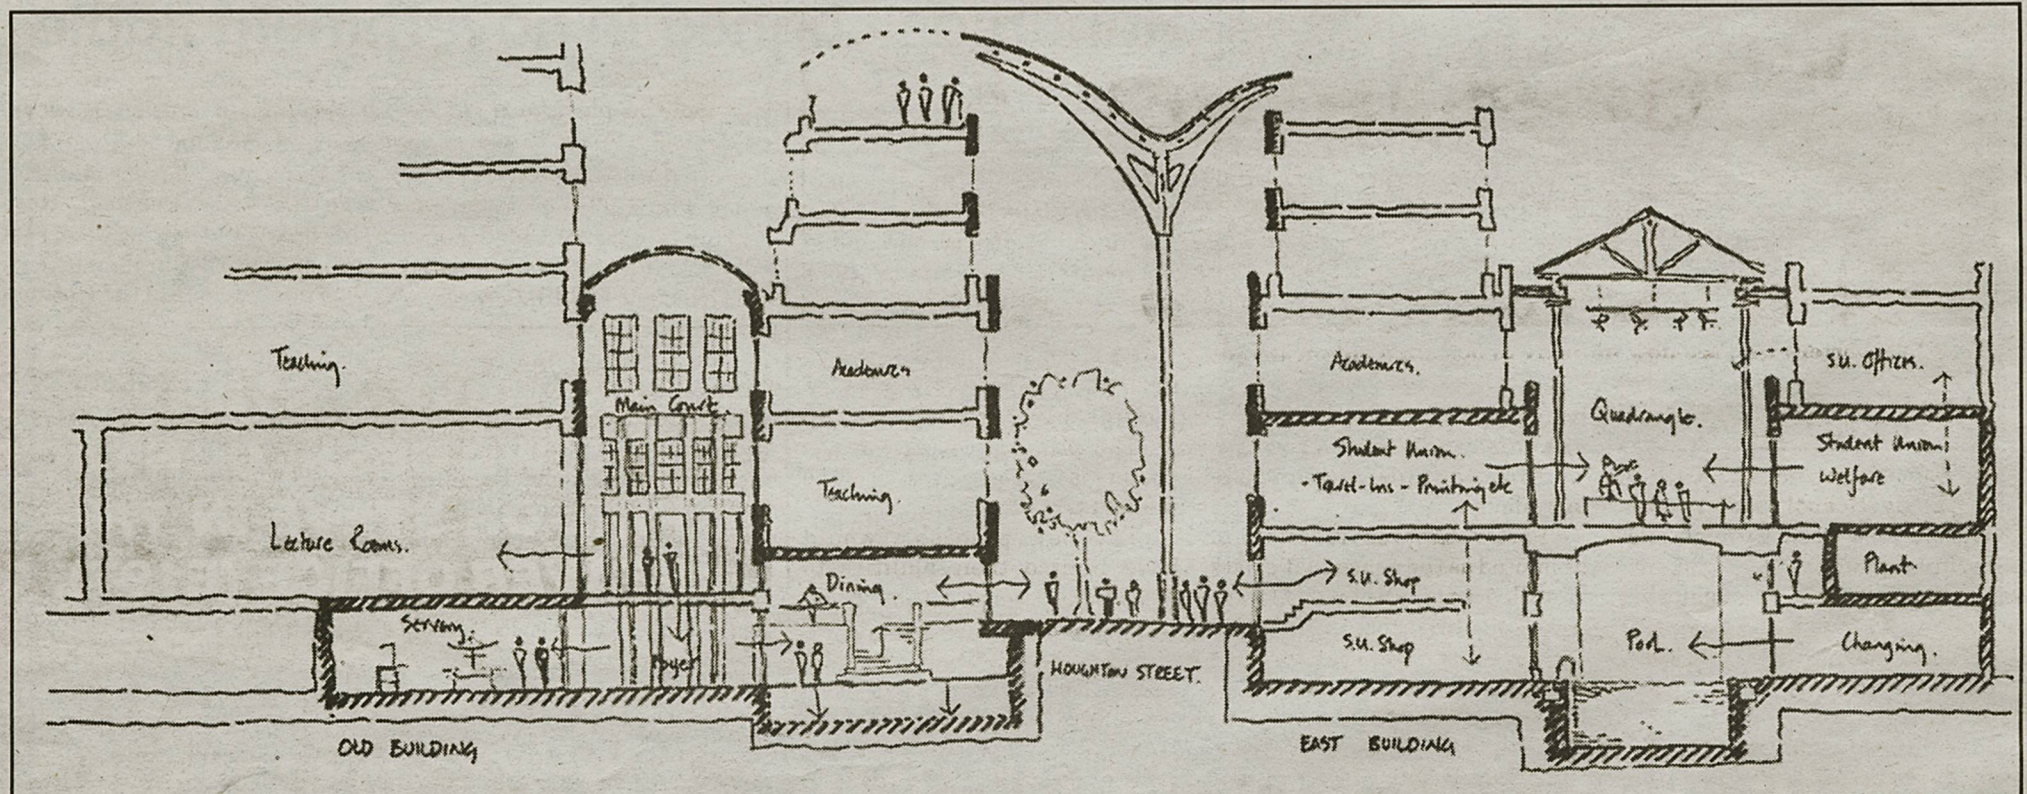 Teaching.
Main Court.
Academics
Academics.
S.U. Offices.
Quadrangle.
Student Union.
- Travel - Ins - Printing etc
Student Union
Welfare
Teaching.
Lecture Rooms.
Dining.
S.U. Shop
Plant
Servery.
Foyer
S.U. Shop
Pool.
Changing.
HOUGHTON STREET.
OLD BUILDING
EAST BUILDING